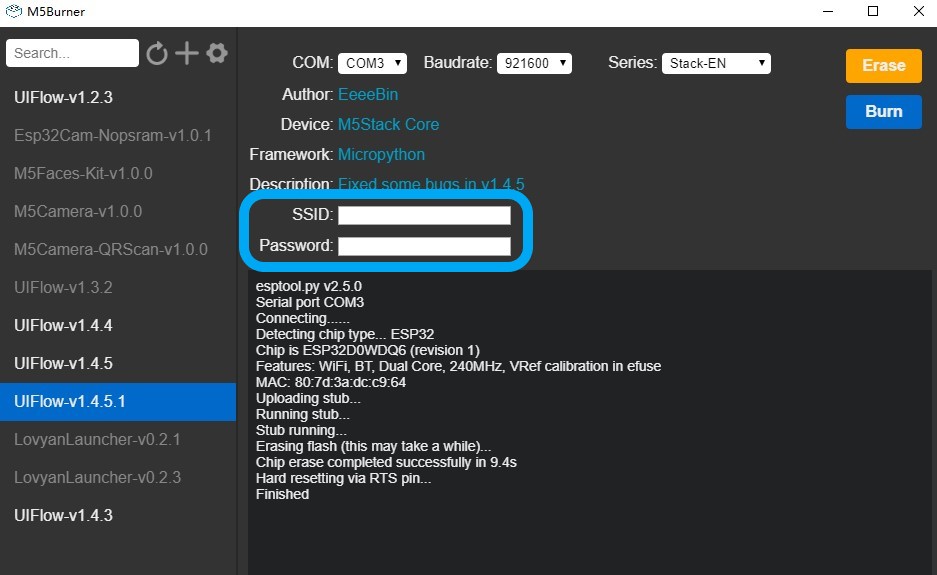 M5Burner
Search...
UIFlow-v1.2.3
Esp32Cam-Nopsram-v1.0.1
M5Faces-Kit-v1.0.0
M5Camera-v1.0.0
M5Camera-QRScan-v1.0.0
UIFlow-v1.3.2
UIFlow-v1.4.4
UIFlow-v1.4.5
UIFlow-v1.4.5.1
LovyanLauncher-v0.2.1
LovyanLauncher-v0.2.3
UIFlow-v1.4.3
COM: COM3 Baudrate: 921600 Series: Stack-EN
Erase
Burn
Author: EeeeBin
Device: M5Stack Core
Framework: Micropython
Description: Fixed some bugs in v1.4.5
SSID:
Password:
esptool.py v2.5.0
Serial port COM3
Connecting......
Detecting chip type... ESP32
Chip is ESP32D0WDQ6 (revision 1)
Features: WiFi, BT, Dual Core, 240MHz, VRef calibration in efuse
MAC: 80:7d:3a:dc:c9:64
Uploading stub...
Running stub...
Stub running...
Erasing flash (this may take a while)...
Chip erase completed successfully in 9.4s
Hard resetting via RTS pin...
Finished